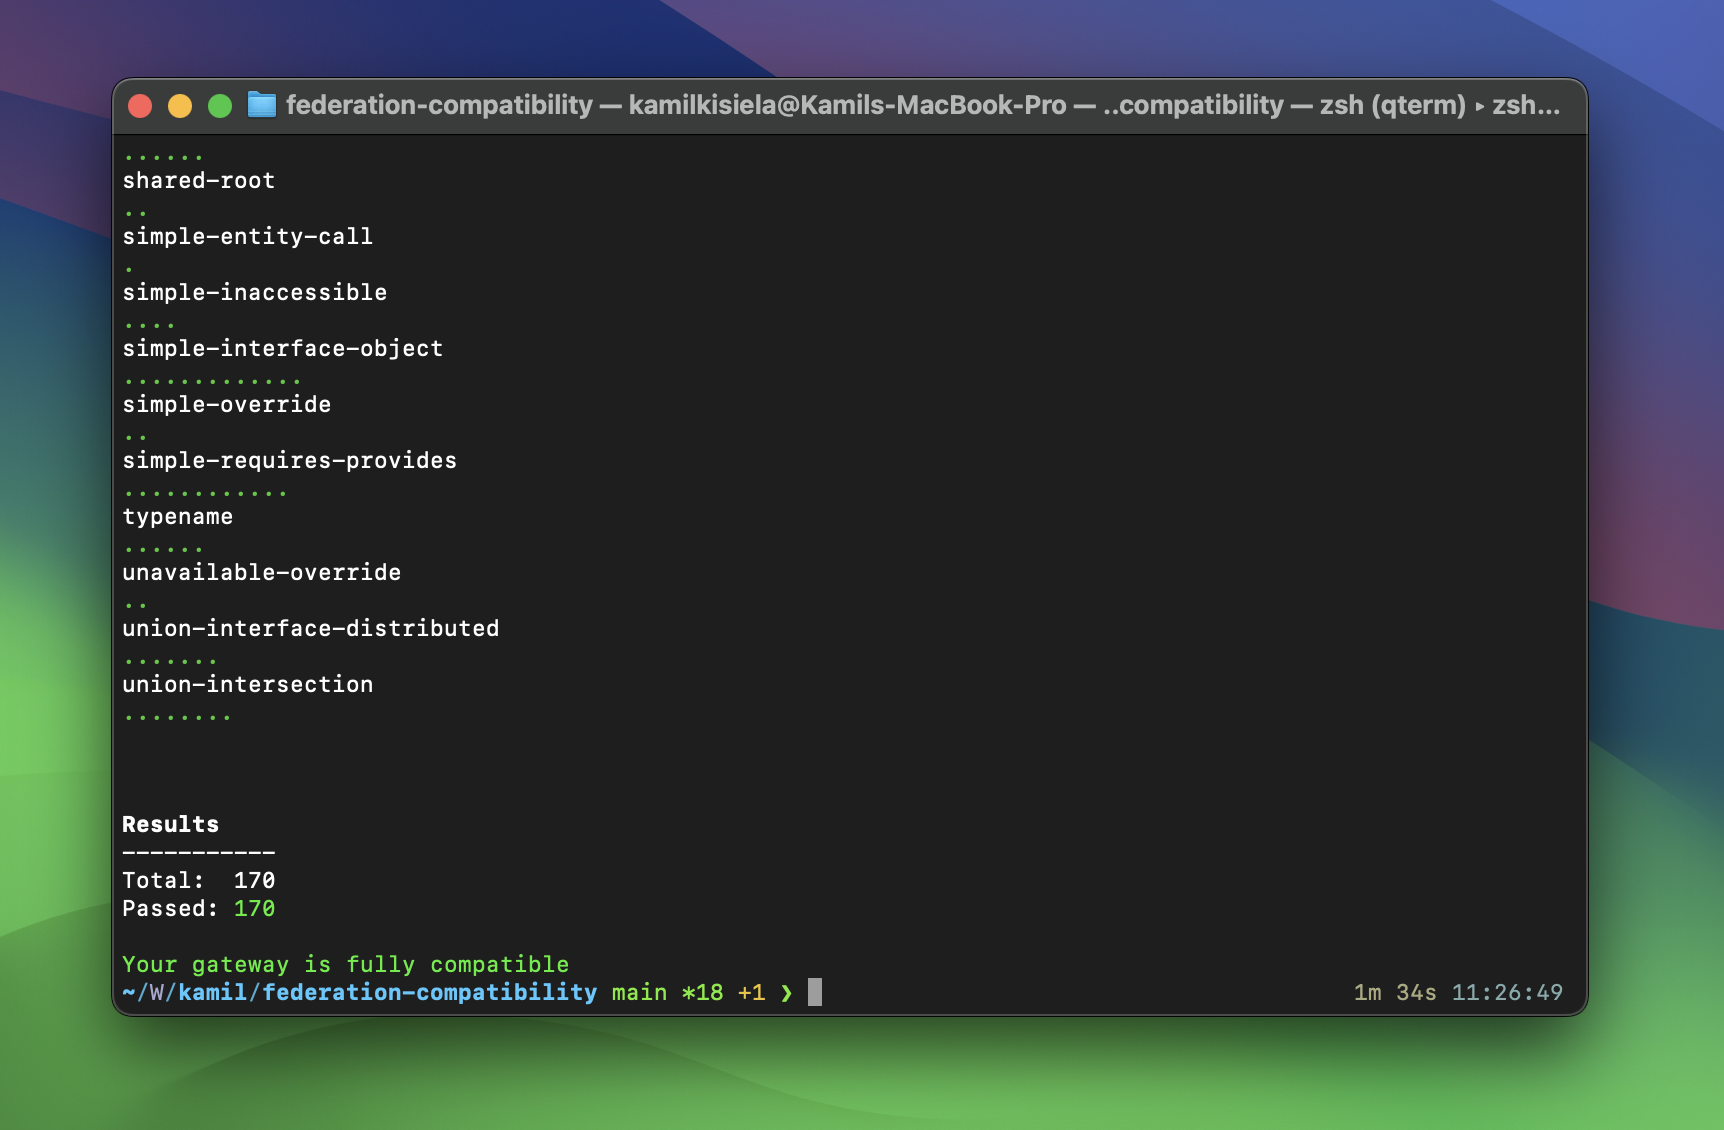 federation-compatibility — kamilkisiela@Kamils-MacBook-Pro — ..compatibility — zsh (qterm) ▸ zsh...
......
shared-root
..
simple-entity-call
.
simple-inaccessible
....
simple-interface-object
.............
simple-override
..
simple-requires-provides
............
typename
......
unavailable-override
..
union-interface-distributed
.......
union-intersection
........
Results
-----------
Total:  170
Passed: 170
Your gateway is fully compatible
~/W/kamil/federation-compatibility main *18 +1 ❯ 1m 34s 11:26:49